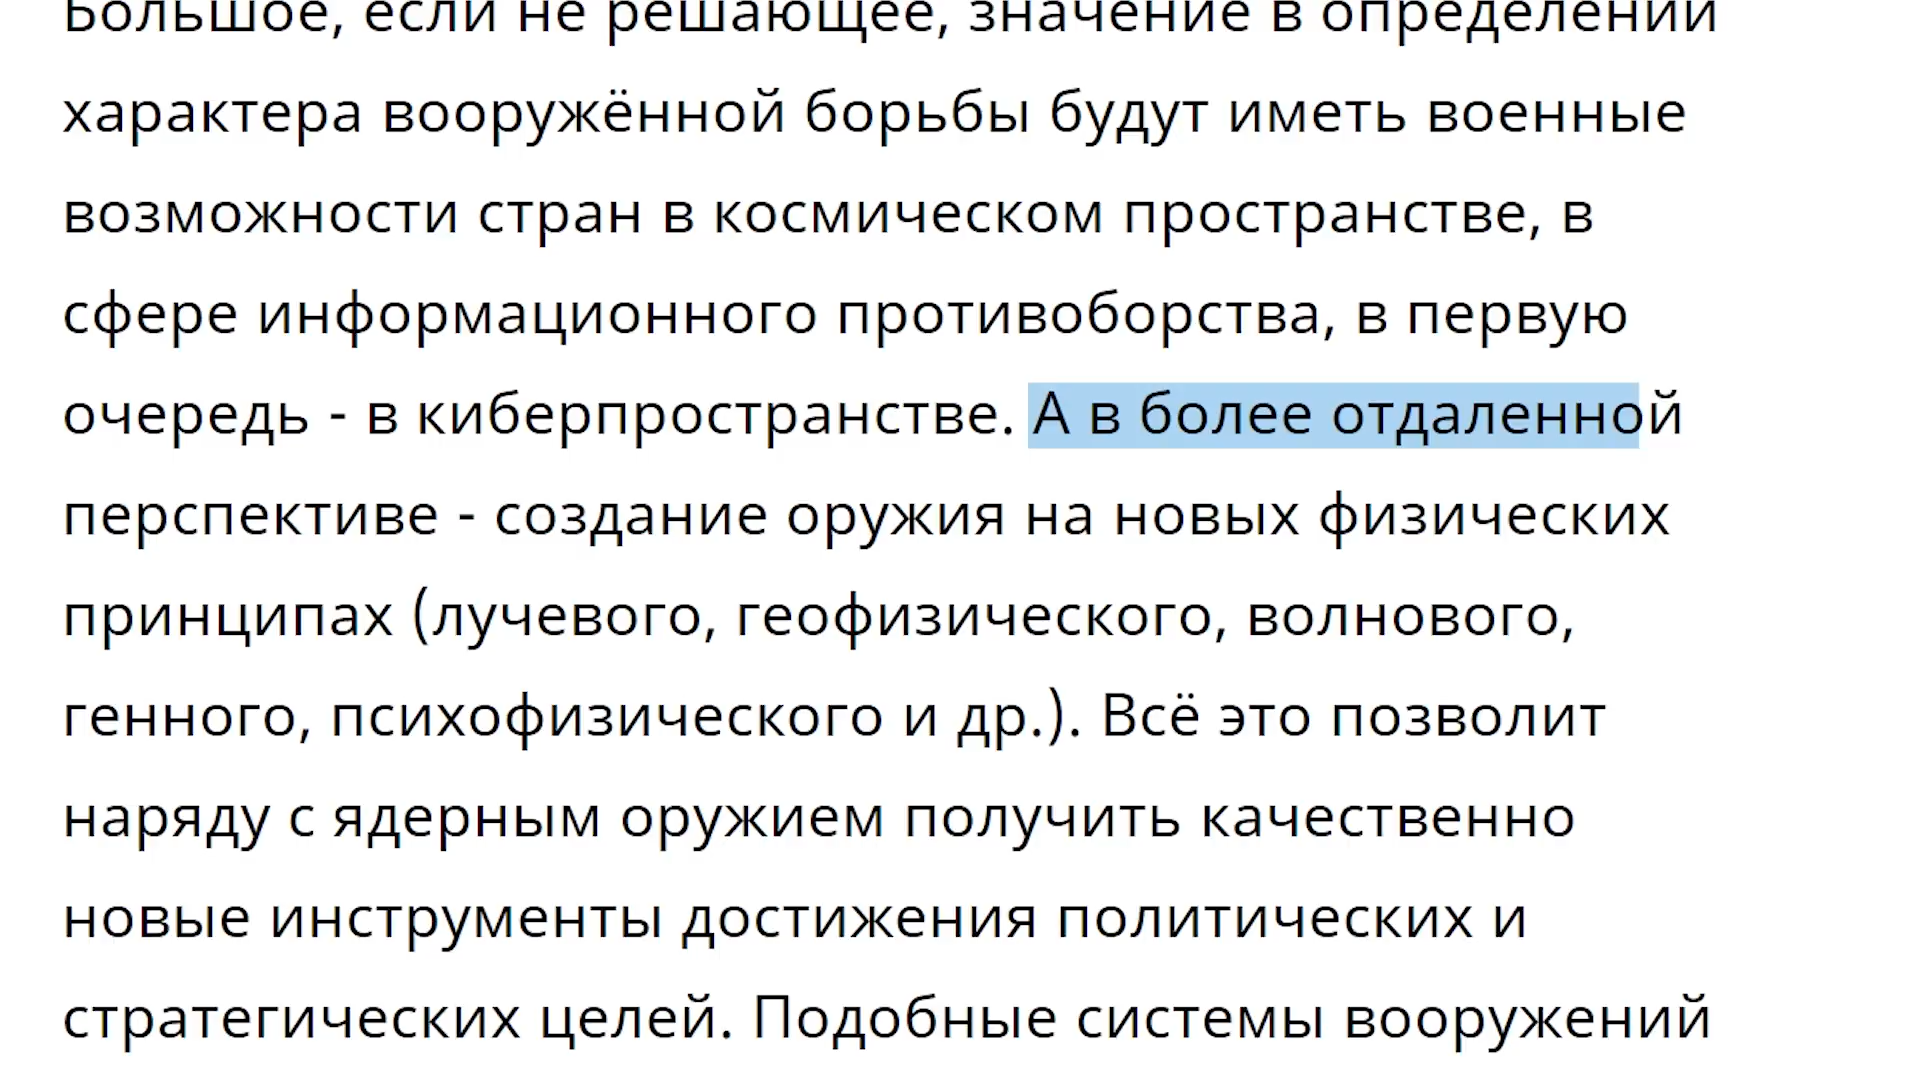 Большое, если не решающее, значение в определении
характера вооружённой борьбы будут иметь военные
возможности стран в космическом пространстве, в
сфере информационного противоборства, в первую
очередь - в киберпространстве. А в более отдаленной
перспективе - создание оружия на новых физических
принципах (лучевого, геофизического, волнового,
генного, психофизического и др.). Всё это позволит
наряду с ядерным оружием получить качественно
новые инструменты достижения политических и
стратегических целей. Подобные системы вооружений